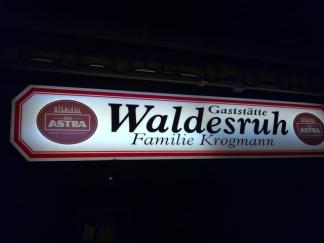 Gaststätte
Waldesruh
Familie Krogmann
ASTRA
ASTRA